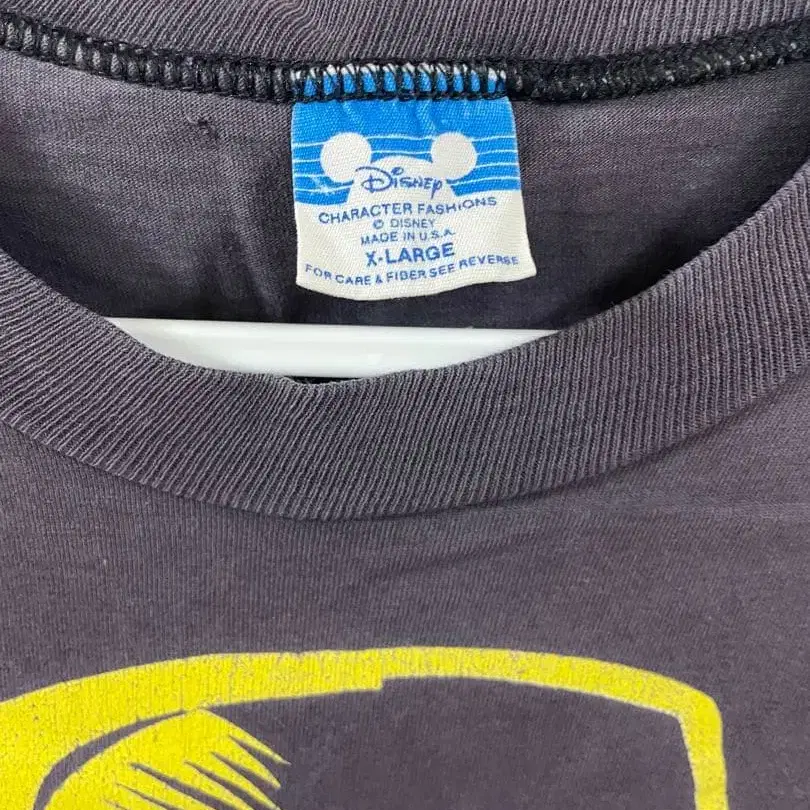 Disney
CHARACTER FASHIONS
© DISNEY
MADE IN U.S.A.
X-LARGE
FOR CARE & FIBER SEE REVERSE